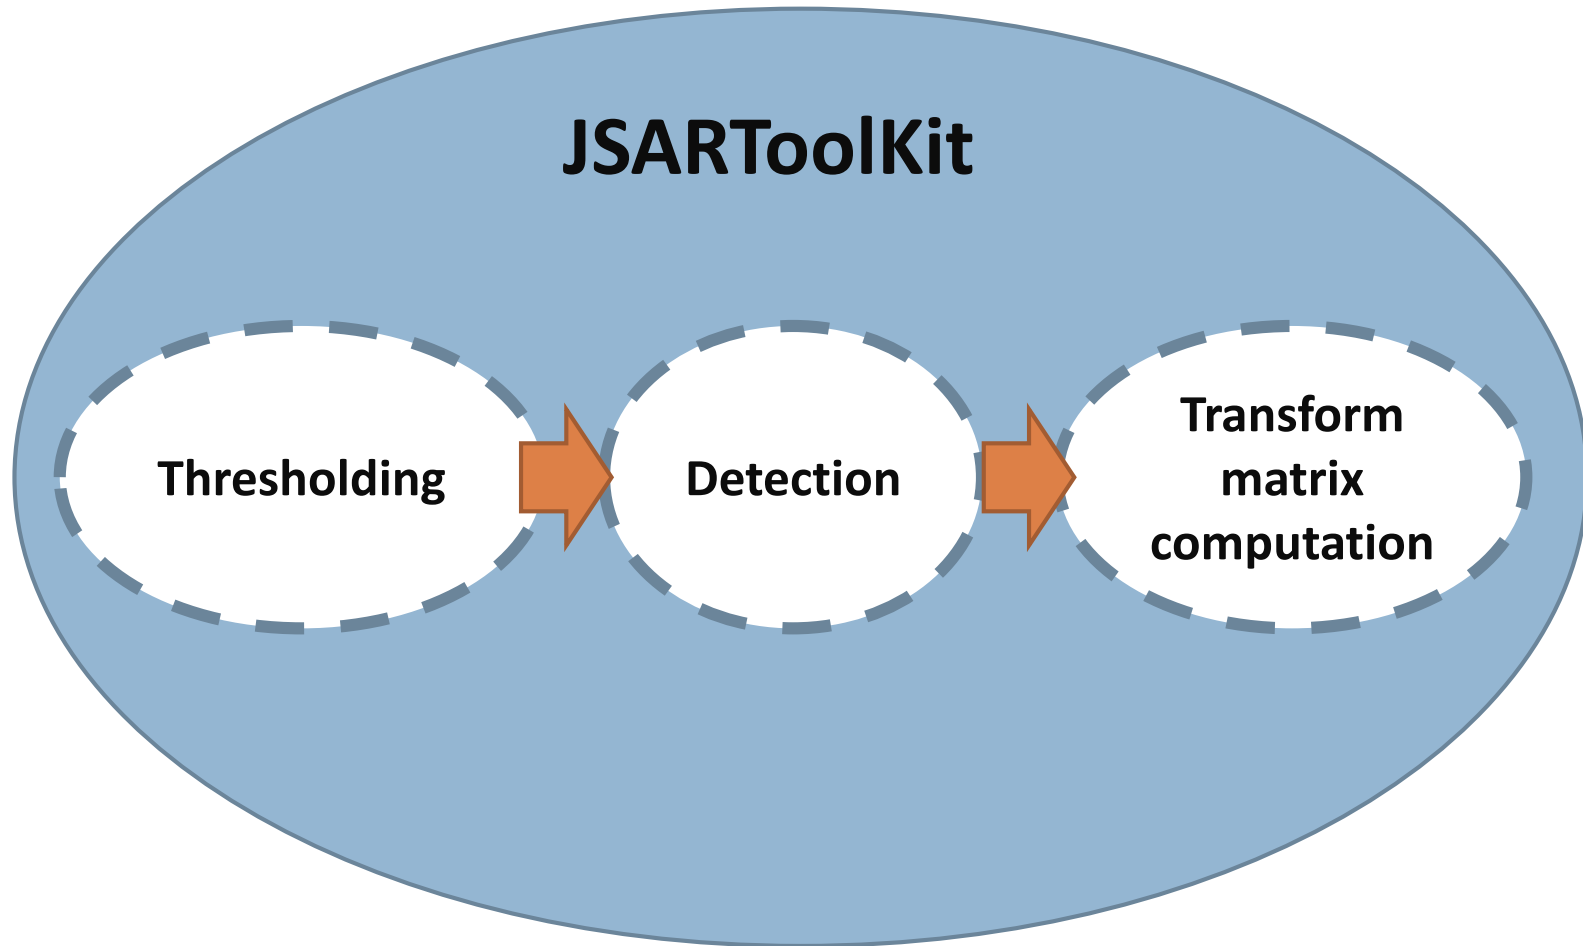 JSARToolKit
Thresholding
Detection
Transform
matrix
computation